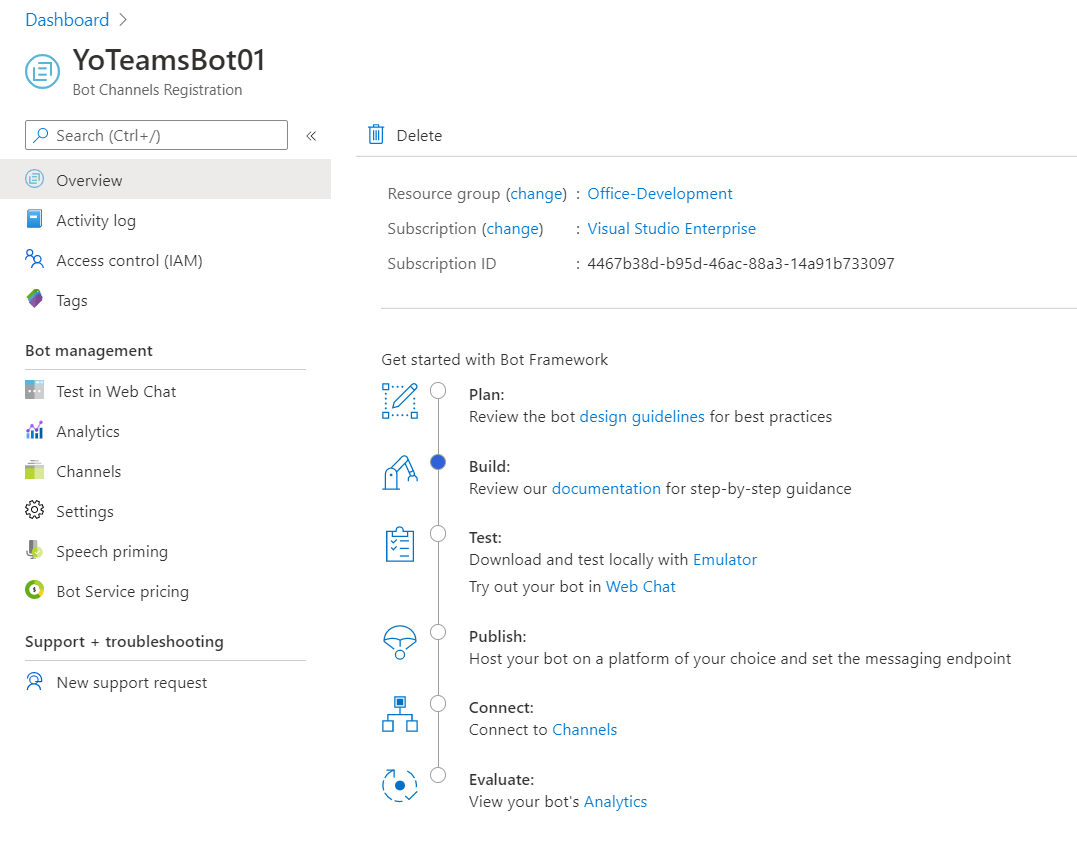 Dashboard >
YoTeamsBot01
Bot Channels Registration
Search (Ctrl+/)
«
Overview
Activity log
Access control (IAM)
Tags
Bot management
Test in Web Chat
Analytics
Channels
Settings
Speech priming
Bot Service pricing
Support + troubleshooting
New support request
Delete
Resource group (change) : Office-Development
Subscription (change) : Visual Studio Enterprise
Subscription ID : 4467b38d-b95d-46ac-88a3-14a91b733097
Get started with Bot Framework
Plan:
Review the bot design guidelines for best practices
Build:
Review our documentation for step-by-step guidance
Test:
Download and test locally with Emulator
Try out your bot in Web Chat
Publish:
Host your bot on a platform of your choice and set the messaging endpoint
Connect:
Connect to Channels
Evaluate:
View your bot's Analytics